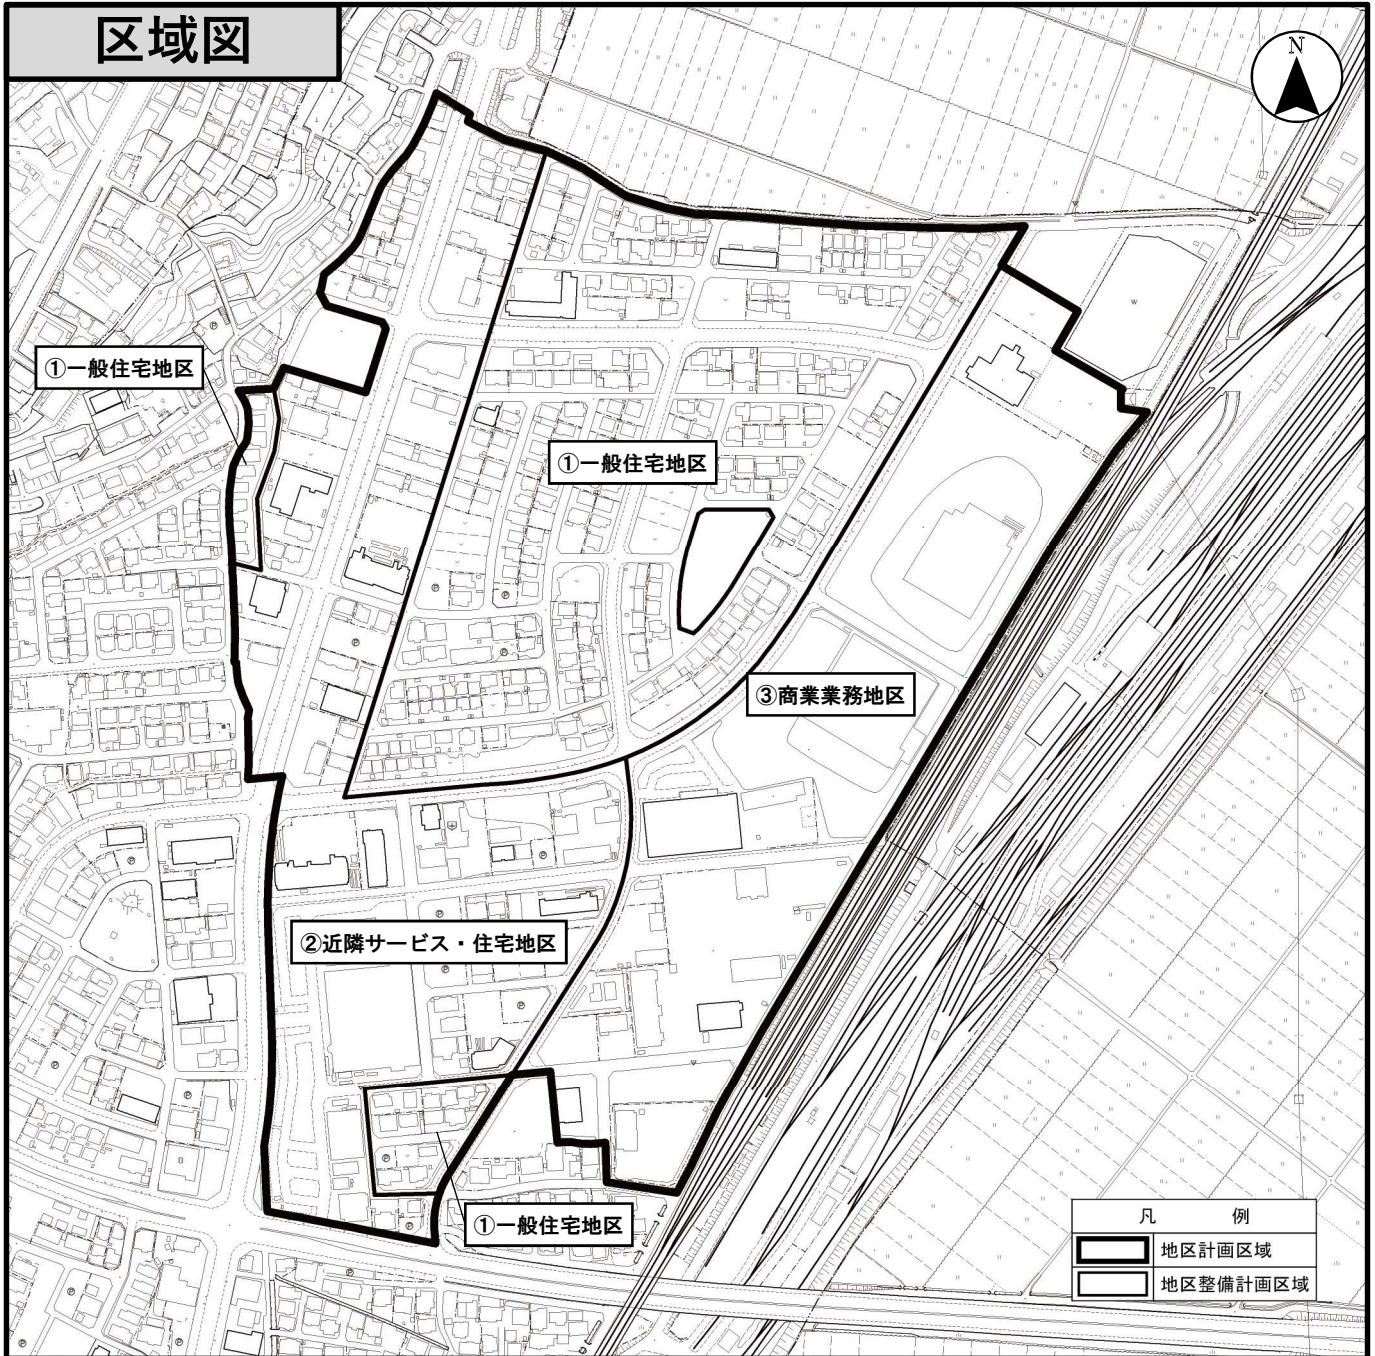 区域図
N
①一般住宅地区
①一般住宅地区
③商業業務地区
②近隣サービス・住宅地区
①一般住宅地区
凡 例
地区計画区域
地区整備計画区域